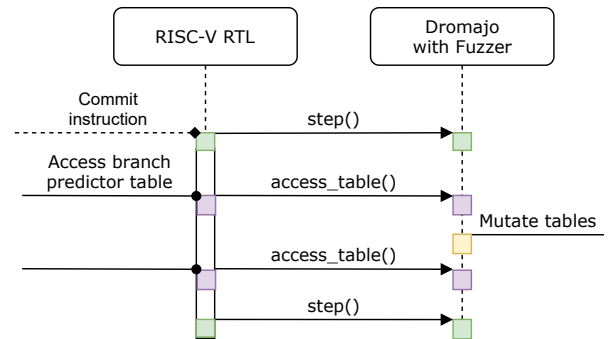 RISC-V RTL
Dromajo
with Fuzzer
Commit
instruction
step()
Access branch
predictor table
access_table()
Mutate tables
access_table()
step()